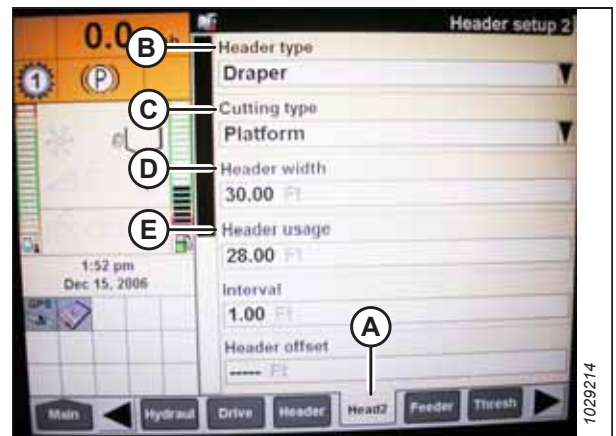 0.0
Header setup 2
B
Header type
1
(P)
Draper
C
Cutting type
Platform
D
Header width
30.00 Ft
E
Header usage
28.00 Ft
1:52 pm
Dec 15, 2006
Interval
GPS
1.00 Ft
A
Header offset
----- Ft
Main
Hydraul
Drive
Header
Head2
Feeder
Thresh
1029214